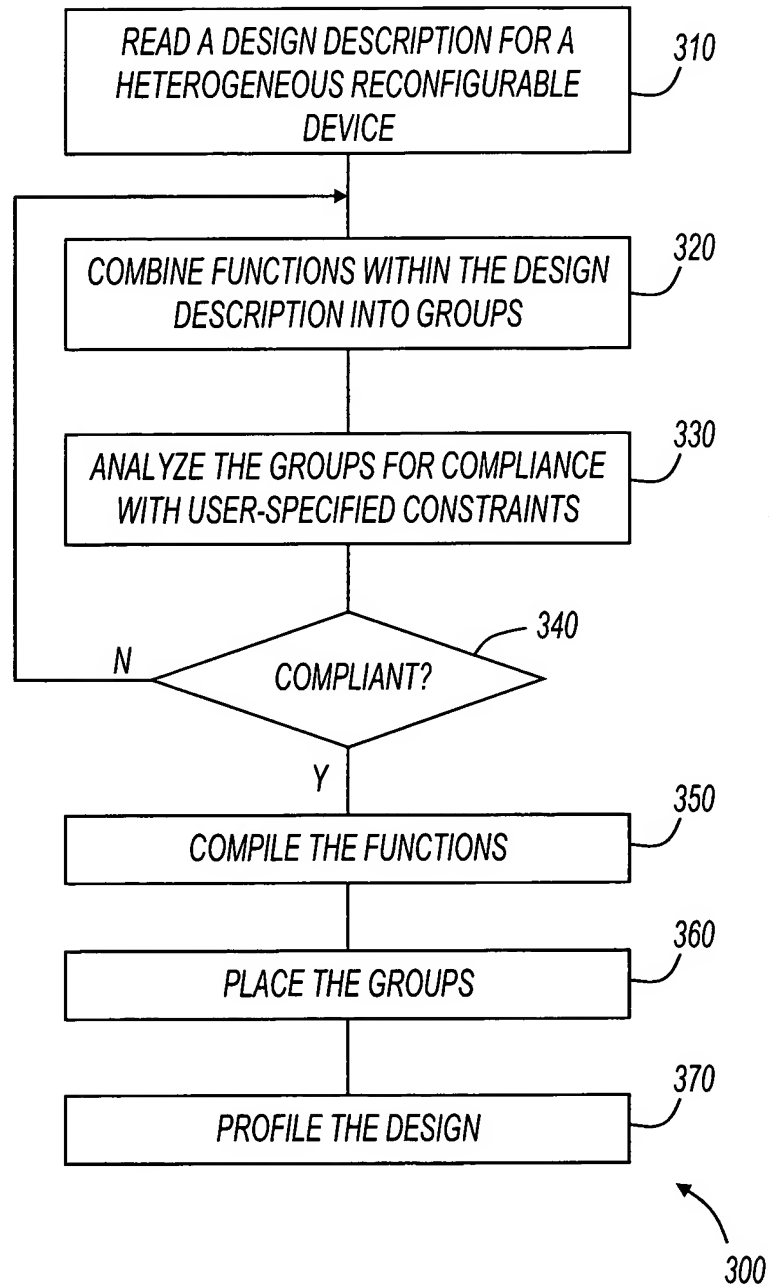 READ A DESIGN DESCRIPTION FOR A
HETEROGENEOUS RECONFIGURABLE
DEVICE
310
COMBINE FUNCTIONS WITHIN THE DESIGN
DESCRIPTION INTO GROUPS
320
ANALYZE THE GROUPS FOR COMPLIANCE
WITH USER-SPECIFIED CONSTRAINTS
330
340
N
COMPLIANT?
Y
350
COMPILE THE FUNCTIONS
360
PLACE THE GROUPS
370
PROFILE THE DESIGN
300